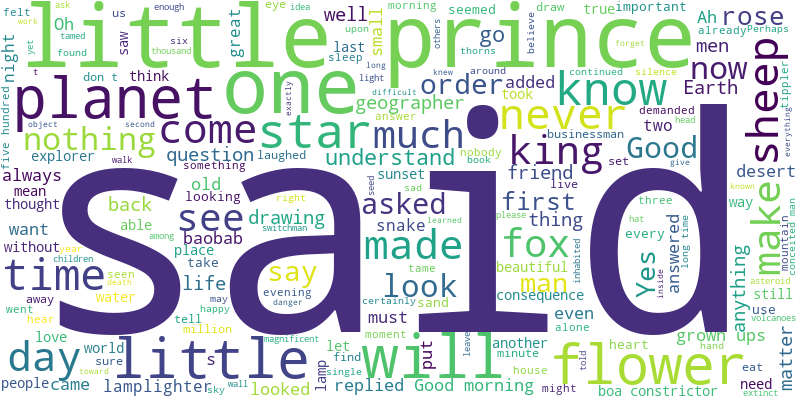 ask
work
idea
enough
felt
yet
Oh
tamed
found
night
little prince
us
saw
morning
six
thousand
eye
seemed
upon
others
t
small
well
great
last
sleep
true
draw
believe
important
thorns
go
Ah
rose
already
Perhaps
men
forget
five hundred
planet
one
don t
think
long
light
around
knew
order
added
continued
silence
now
Earth
tippler
everything
demanded
head
sheep
know
took
exactly
difficult
answer
geographer
nothing
object
second
star
much
never
businessman
two
explorer
walk
come
question
laughed
understand
nobody
book
king
Good
set
give
desert
always
something
mean
thought
old
looking
right
sunset
friend
live
sad
said
seed
asked
first
three
known
way
back
see
drawing
snake
thing
hat
every
Yes
inside
answered
long time
make
mountain
conceited man
want
able
baobab
learned
please
without
year
among
switchman
place
made
fox
inhabited
anything
asteroid
time
children
take
tame
beautiful
man
seen
death
life
say
look
away
water
evening
danger
may
happy
certainly
sand
consequence
still
volcanoes
went
hear
tell
million
must
moment
alone
even
use
day
love
world
magnificent
let
put
leave
another
minute
told
heart
grown ups
hand
matter
sure
s
little
lamp
find
will
flower
toward
wall
single
house
eat
people
came
lamplighter
sky
looked
replied
Good morning
might
boa constrictor
need
extinct